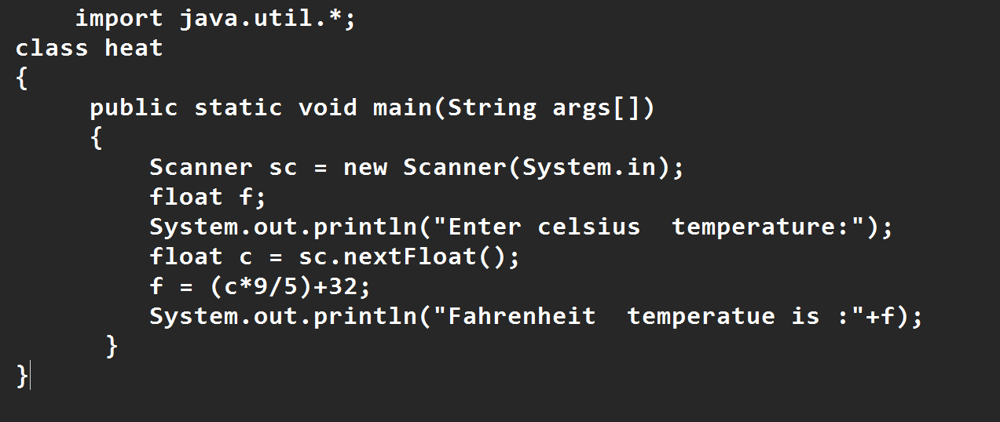 import java.util.*;
class heat
{
public static void main(String args[])
{
Scanner sc = new Scanner(System.in);
float f;
System.out.println("Enter celsius  temperature:");
float c = sc.nextFloat();
f = (c*9/5)+32;
System.out.println("Fahrenheit  temperatue is :"+f);
}
}